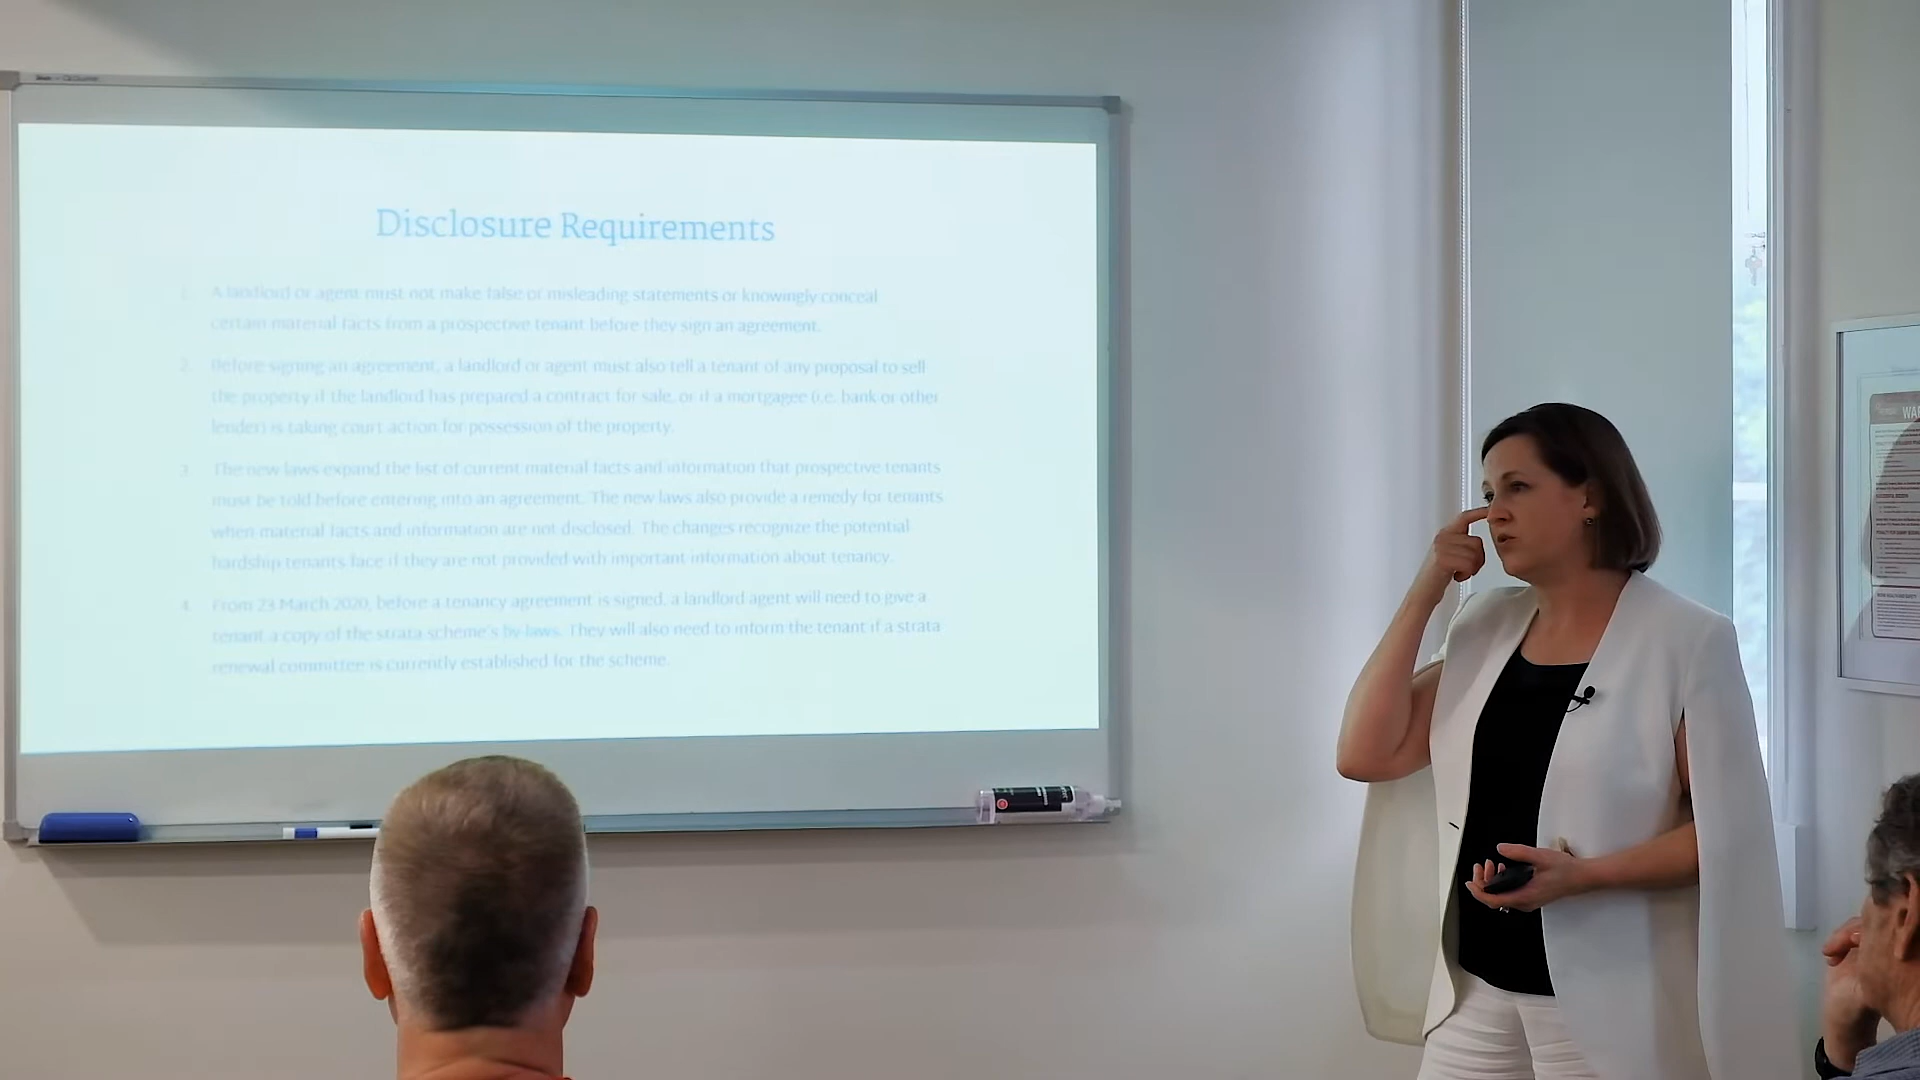 Disclosure Requirements
1. A landlord or agent must not make false or misleading statements or knowingly conceal
certain material facts from a prospective tenant before they sign an agreement.
2. Before signing an agreement, a landlord or agent must also tell a tenant of any proposal to sell
the property if the landlord has prepared a contract for sale, or if a mortgagee (i.e. bank or other
lender) is taking court action for possession of the property.
3. The new laws expand the list of current material facts and information that prospective tenants
must be told before entering into an agreement. The new laws also provide a remedy for tenants
when material facts and information are not disclosed. The changes recognize the potential
hardship tenants face if they are not provided with important information about tenancy.
4. From 23 March 2020, before a tenancy agreement is signed, a landlord agent will need to give a
tenant a copy of the strata scheme's by-laws. They will also need to inform the tenant if a strata
renewal committee is currently established for the scheme.